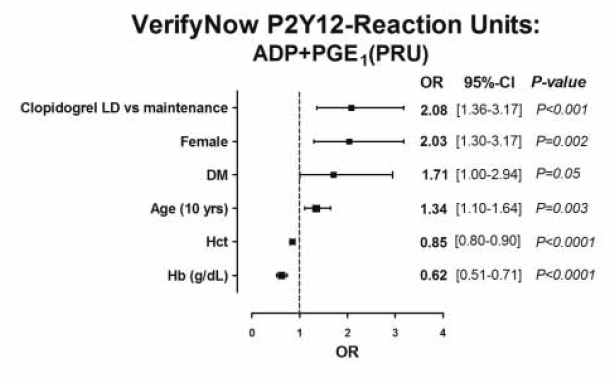 VerifyNow P2Y12-Reaction Units:
ADP+PGE1(PRU)
OR 95%-CI P-value
Clopidogrel LD vs maintenance 2.08 [1.36-3.17] P<0.001
Female 2.03 [1.30-3.17] P=0.002
DM 1.71 [1.00-2.94] P=0.05
Age (10 yrs) 1.34 [1.10-1.64] P=0.003
Hct 0.85 [0.80-0.90] P<0.0001
Hb (g/dL) 0.62 [0.51-0.71] P<0.0001
0 1 2 3 4
OR